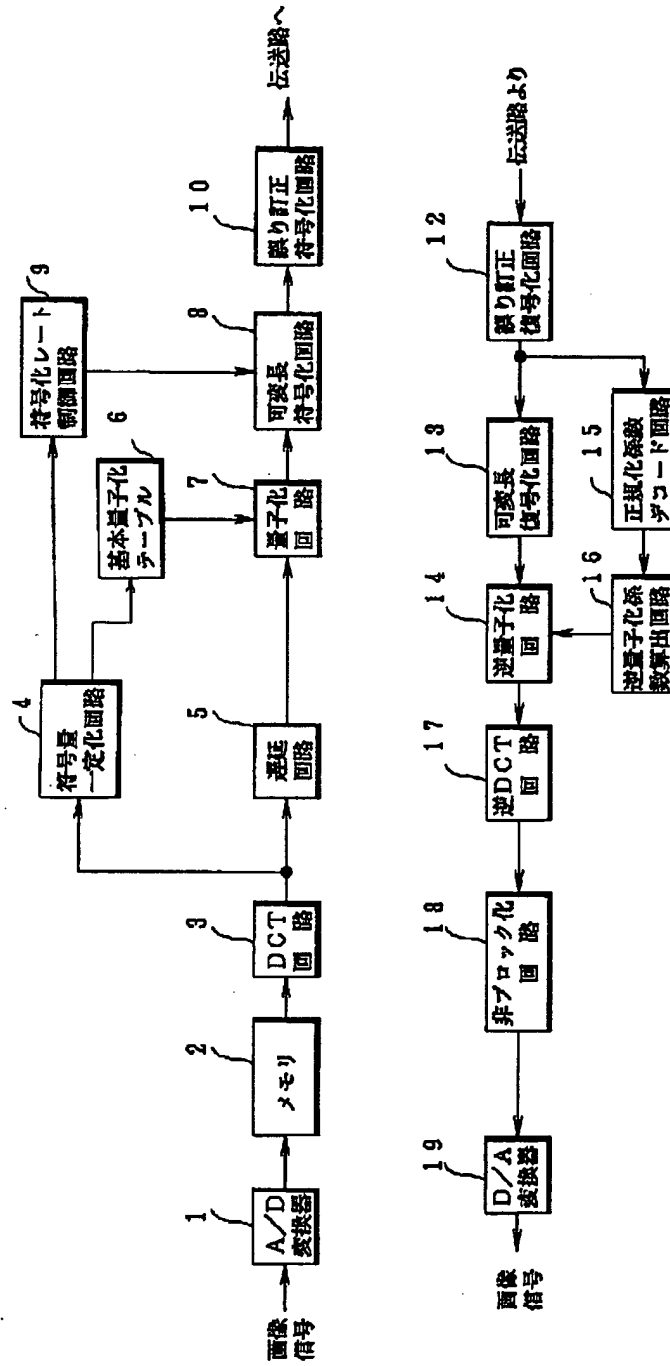 画像
信号
1
A/D
変換器
2
メモリ
3
DCT
回 路
4
符号量
一定化回路
5
遅延
回路
6
基本量子化
テーブル
7
量子化
回 路
8
可変長
符号化回路
9
符号化レート
制御回路
10
誤り訂正
符号化回路
伝送路へ
伝送路より
12
誤り訂正
復号化回路
13
可変長
復号化回路
14
逆量子化
回 路
15
正規化係数
デコード回路
16
逆量子化係
数算出回路
17
逆DCT
回 路
18
非ブロック化
回 路
19
D/A
変換器
画像
信号